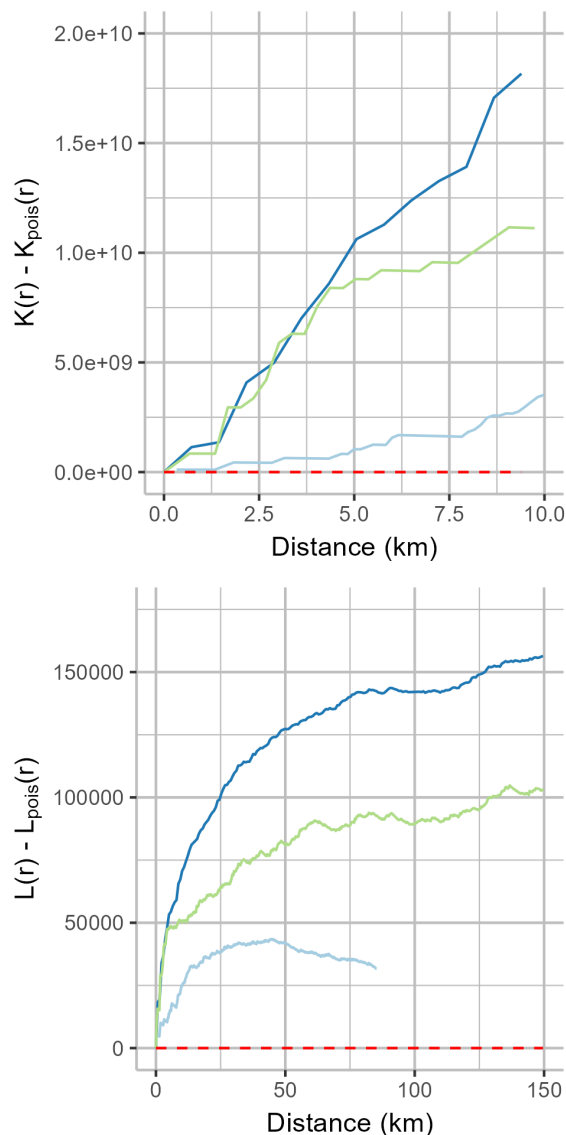 2.0e+10
1.5e+10
1.0e+10
5.0e+09
0.0e+00
K(r) - Kpois(r)
0.0 2.5 5.0 7.5 10.0
Distance (km)
150000
100000
50000
0
L(r) - Lpois(r)
0 50 100 150
Distance (km)